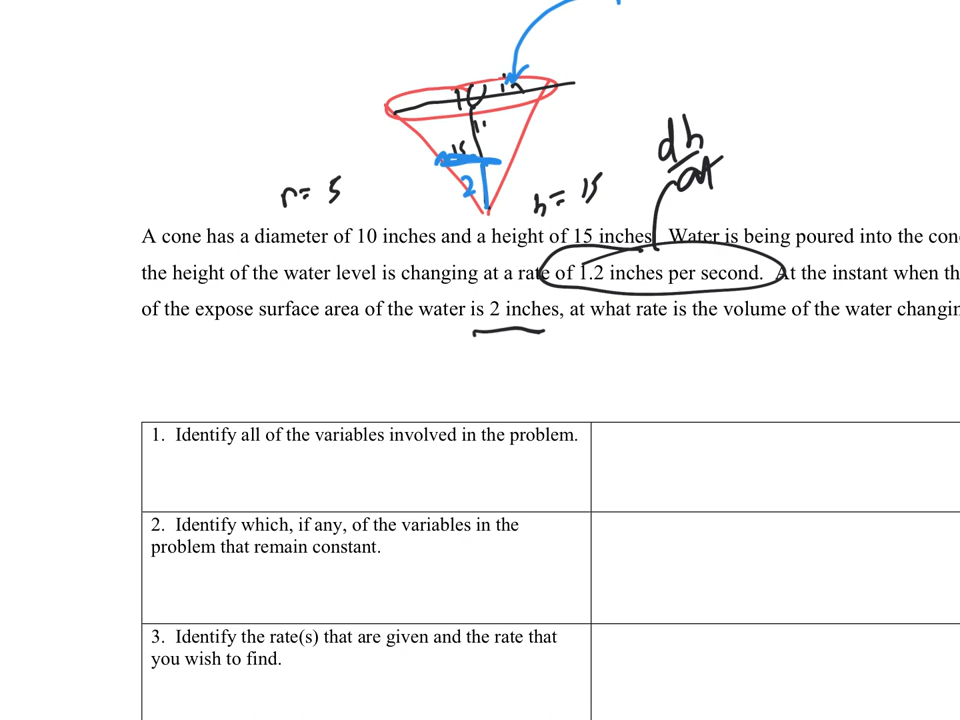 10 in
15
dh
dt
2
r = 5
h = 15
A cone has a diameter of 10 inches and a height of 15 inches. Water is being poured into the con
the height of the water level is changing at a rate of 1.2 inches per second. At the instant when th
of the expose surface area of the water is 2 inches, at what rate is the volume of the water changin
1. Identify all of the variables involved in the problem.
2. Identify which, if any, of the variables in the
problem that remain constant.
3. Identify the rate(s) that are given and the rate that
you wish to find.